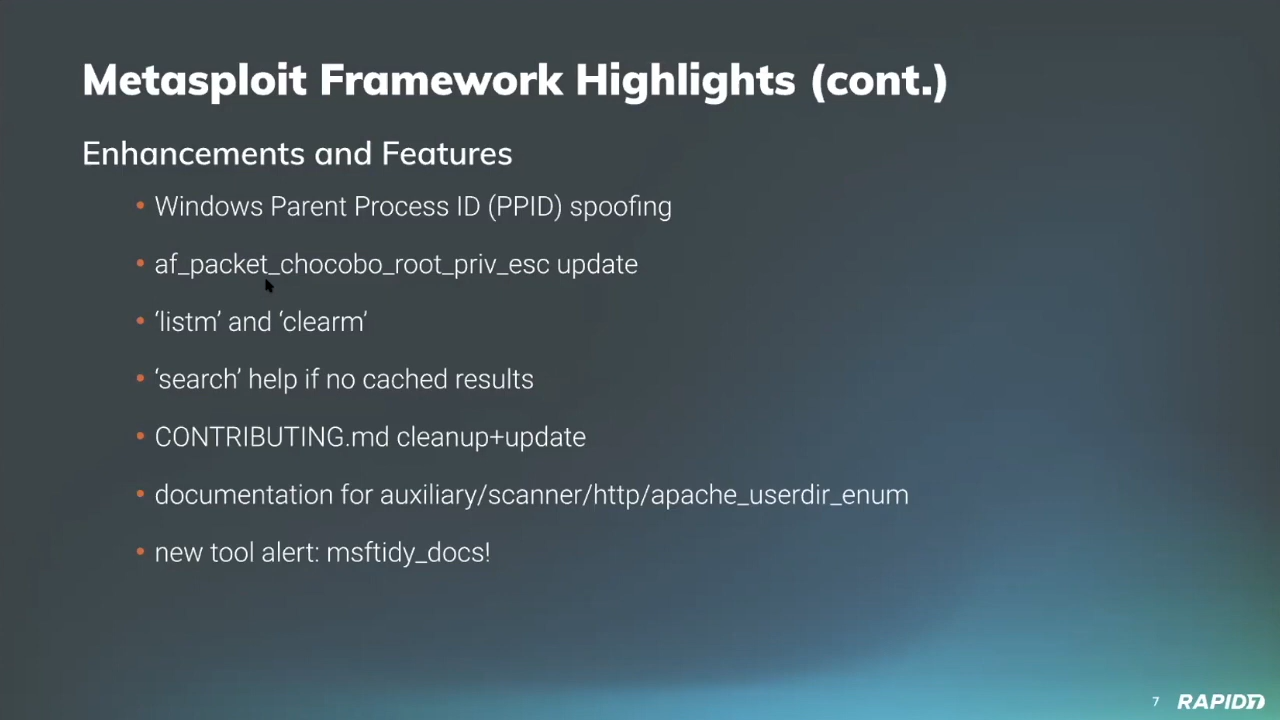 Metasploit Framework Highlights (cont.)
Enhancements and Features
• Windows Parent Process ID (PPID) spoofing
• af_packet_chocobo_root_priv_esc update
• ‘listm’ and ‘clearm’
• ‘search’ help if no cached results
• CONTRIBUTING.md cleanup+update
• documentation for auxiliary/scanner/http/apache_userdir_enum
• new tool alert: msftidy_docs!
7 RAPID7